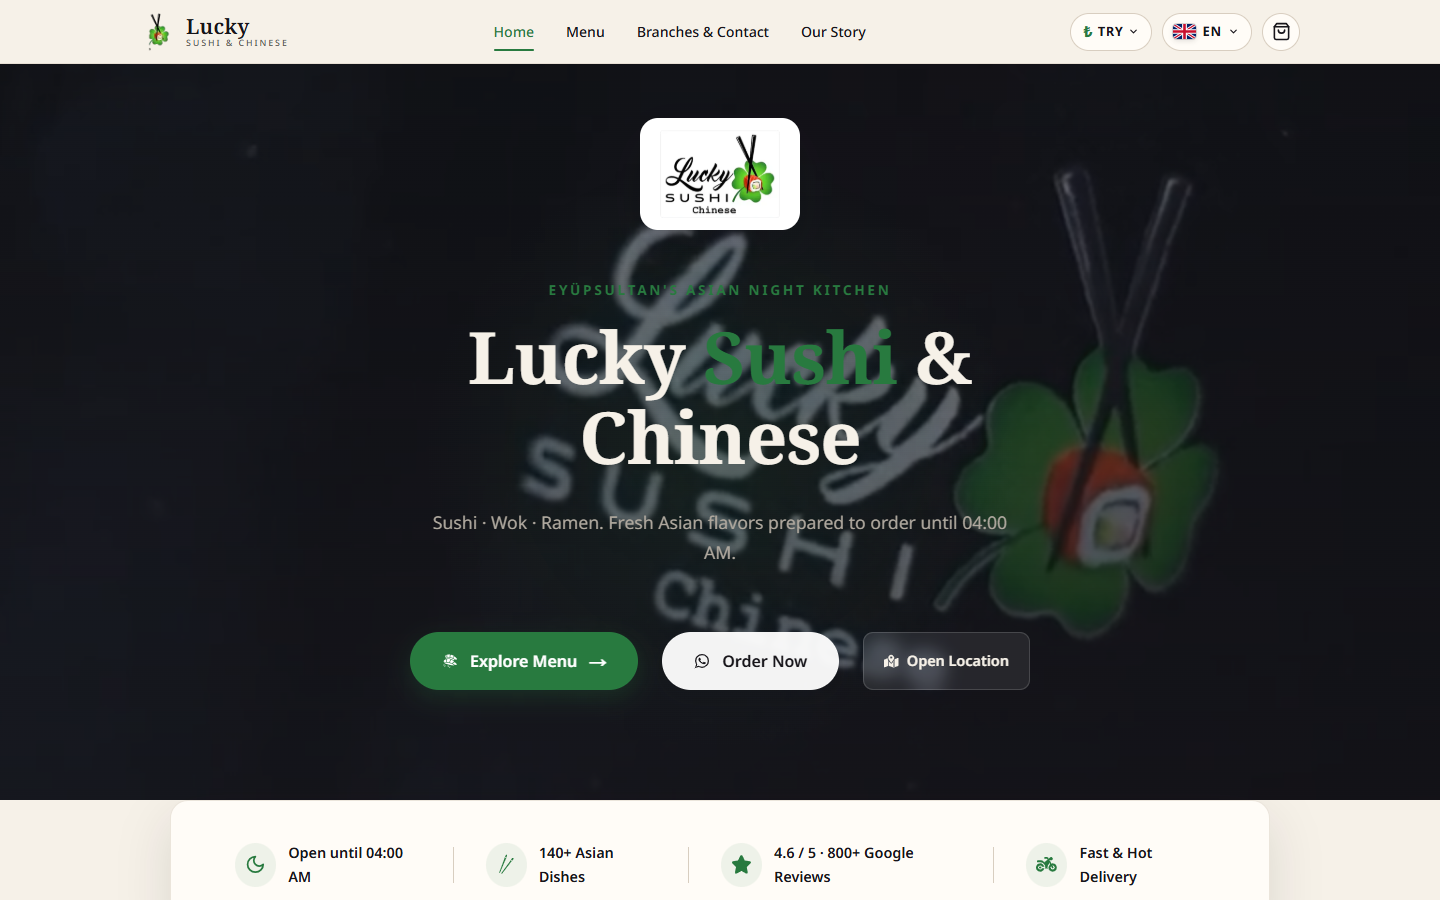 Lucky
SUSHI & CHINESE
Home
Menu
Branches & Contact
Our Story
₺ TRY
EN
Lucky
SUSHI
Chinese
EYÜPSULTAN'S ASIAN NIGHT KITCHEN
Lucky Sushi &
Chinese
Sushi · Wok · Ramen. Fresh Asian flavors prepared to order until 04:00
AM.
Lucky
SUSHI
Chinese
Explore Menu →
Order Now
Open Location
Open until 04:00
AM
140+ Asian
Dishes
4.6 / 5 · 800+ Google
Reviews
Fast & Hot
Delivery